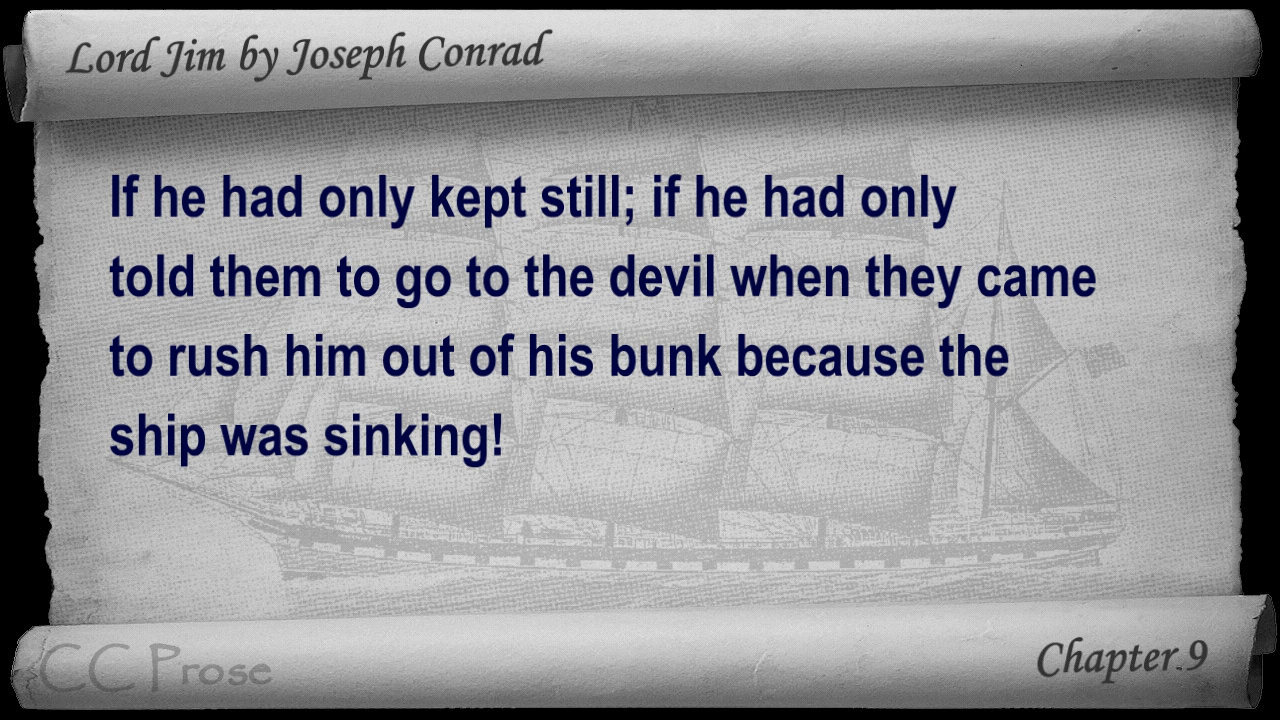 Lord Jim by Joseph Conrad
If he had only kept still; if he had only
told them to go to the devil when they came
to rush him out of his bunk because the
ship was sinking!
CC Prose
Chapter.9